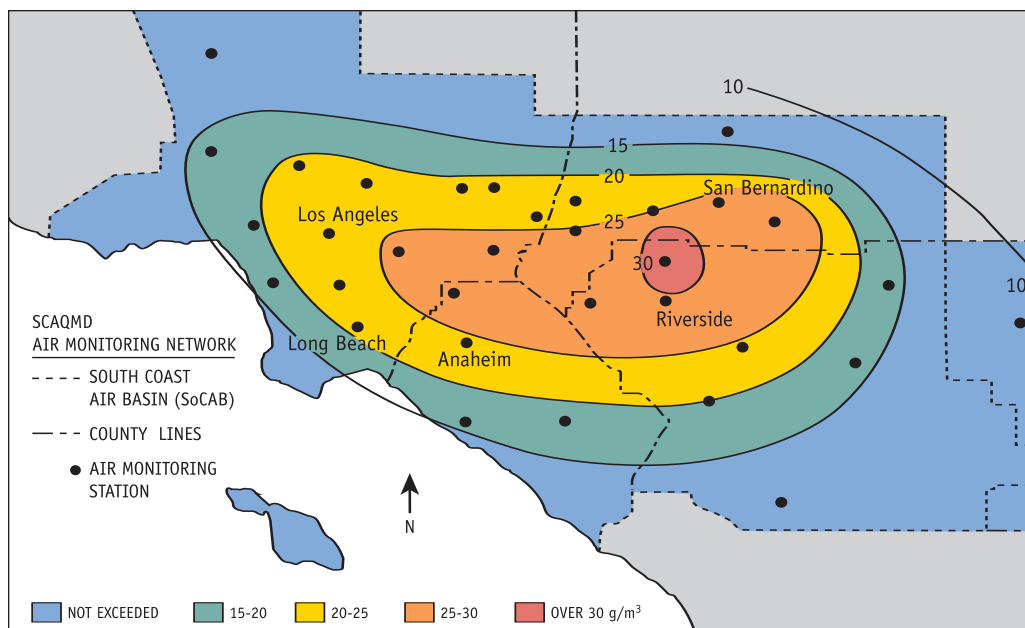 10
15
20
San Bernardino
Los Angeles
25
30
10
SCAQMD
AIR MONITORING NETWORK
Riverside
Long Beach
Anaheim
SOUTH COAST
AIR BASIN (SoCAB)
COUNTY LINES
AIR MONITORING
STATION
N
NOT EXCEEDED
15-20
20-25
25-30
OVER 30 g/m³